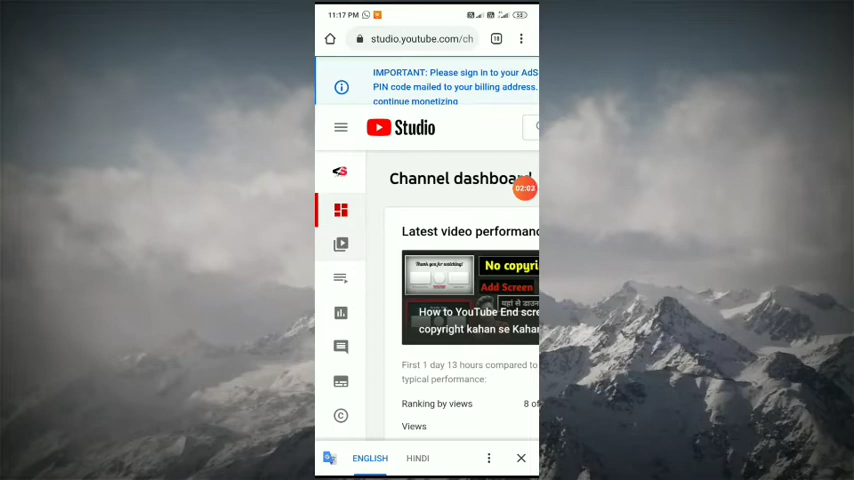 11:17 PM
53
studio.youtube.com/ch
18
IMPORTANT: Please sign in to your AdS
PIN code mailed to your billing address.
continue monetizing
Studio
Channel dashboard
02:03
Latest video performanc
Thank you for watching!
No copyri
Add Screen
How to YouTube End scre
copyright kahan se Kahan
First 1 day 13 hours compared to
typical performance:
Ranking by views
8 of
Views
ENGLISH
HINDI